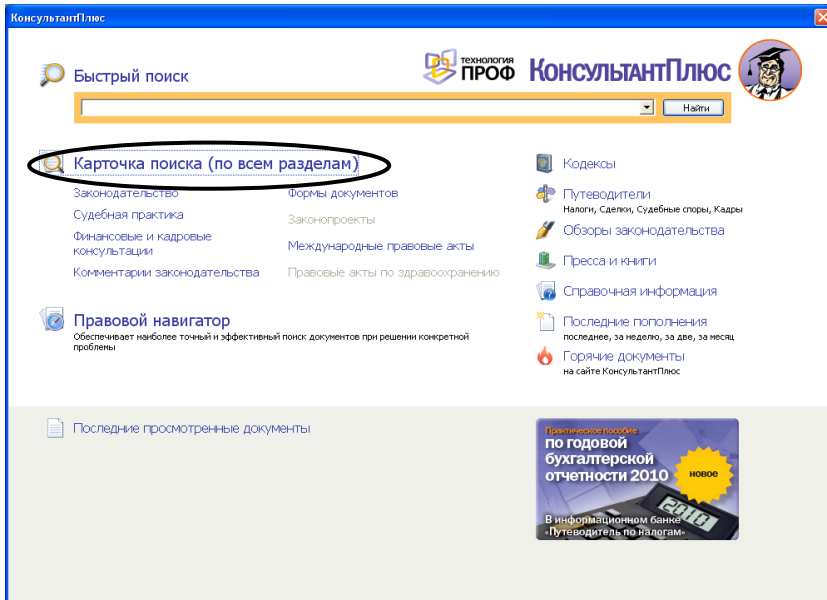 КонсультантПлюс
Быстрый поиск
технология
ПРОФ
КонсультантПлюс
Найти
Карточка поиска (по всем разделам)
Законодательство
Судебная практика
Финансовые и кадровые
консультации
Комментарии законодательства
Формы документов
Законопроекты
Международные правовые акты
Правовые акты по здравоохранению
Правовой навигатор
Обеспечивает наиболее точный и эффективный поиск документов при решении конкретной
проблемы
Кодексы
Путеводители
Налоги, Сделки, Судебные споры, Кадры
Обзоры законодательства
Пресса и книги
Справочная информация
Последние пополнения
последнее, за неделю, за две, за месяц
Горячие документы
на сайте КонсультантПлюс
Последние просмотренные документы
Практическое пособие
по годовой
бухгалтерской
отчетности 2010
новое
2010
В информационном банке
«Путеводитель по налогам»